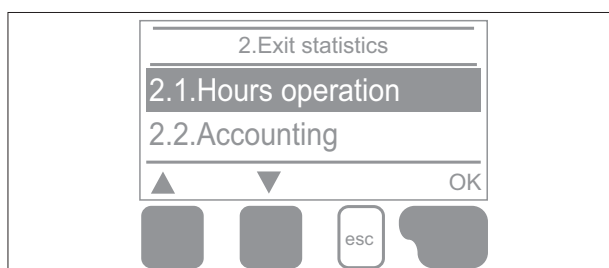 2.Exit statistics
2.1.Hours operation
2.2.Accounting
OK
esc